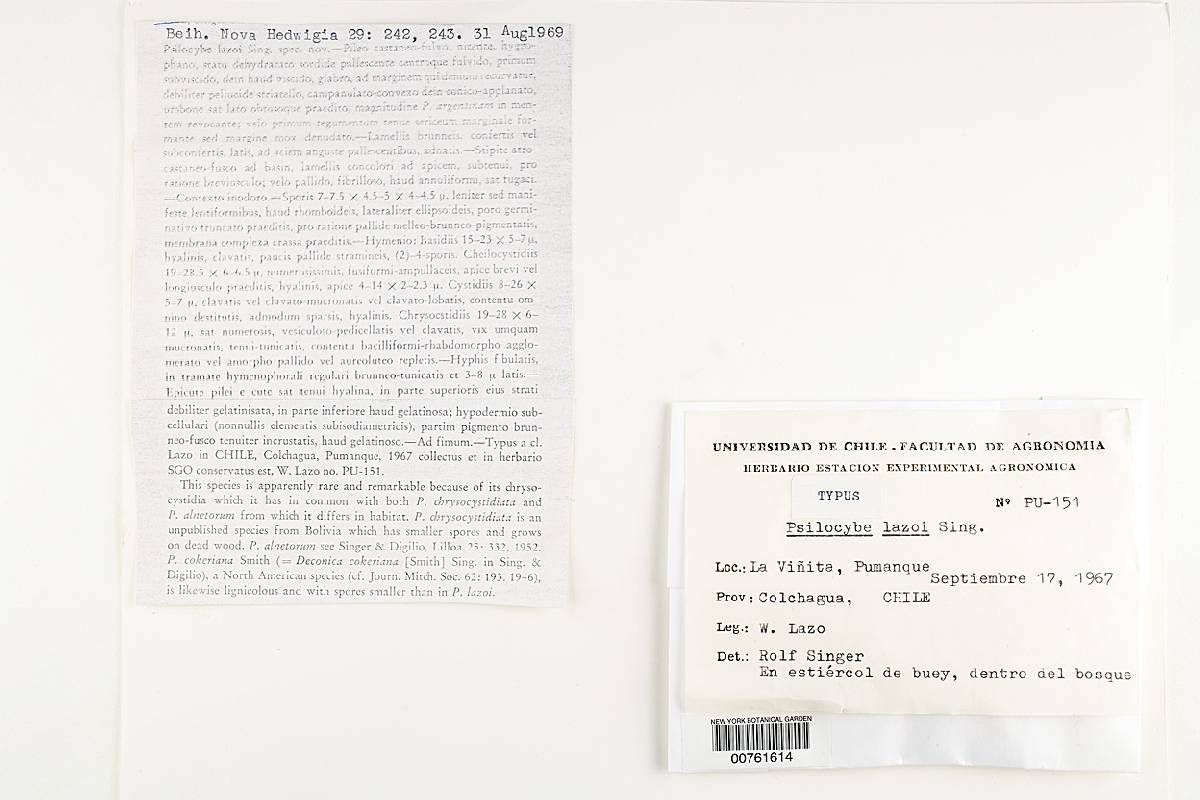 Beih. Nova Hedwigia 29: 242, 243. 31 Aug1969
Psilocybe lazoi Sing. spec. nov.—Pileo castaneo-fulvo, nitente, hygro-
phano, statu dehydratato sordide pallescente centroque fulvido, primum
subviscido, dein haud viscido, glabro, ad marginem qui demum recurvatur,
debiliter pellucide striatello, campanulato-convexo dein conico-applanato,
umbone sat lato obtusoque praedito, magnitudine P. argentinam in men-
tem revocante; velo primum tegumentum tenue sericeum marginale for-
mante sed margine mox denudato.—Lamellis brunneis, confertis vel
subconfertis, latis, ad aciem anguste pallescentibus, adnatis.—Stipite atro-
castaneo-fusco ad basin, lamellis concolori ad apicem, subtenui, pro
ratione breviusculo; velo pallido, fibrilloso, haud annuliformi, sat fugaci.
—Contexto inodoro.—Sporis 7–7.5 × 4.5–5 × 4–4.5 µ, leniter sed mani-
feste lentiformibus, haud rhomboideis, lateraliter ellipsoideis, poro germi-
nativo truncato praeditis, pro ratione pallide melleo-brunneo-pigmentatis,
membrana complexa crassa praeditis.—Hymenio: basidiis 15–23 × 5–7 µ,
hyalinis, clavatis, paucis pallide stramineis, (2)–4-sporis. Cheilocystidiis
19–28.5 × 6–6.5 µ, numerosissimis, fusiformi-ampullaceis, apice brevi vel
longiusculo praeditis, hyalinis, apice 4–14 × 2–2.3 µ. Cystidiis 8–26 ×
5–7 µ, clavatis vel clavato-mucronatis vel clavato-lobatis, contentu om-
nino destitutis, admodum sparsis, hyalinis. Chrysocstidiis 19–28 × 6–
12 µ, sat numerosis, vesiculoso-pedicellatis vel clavatis, vix umquam
mucronatis, tenui-tunicatis, contentu bacilliformi-rhabdomorpho agglo-
merato vel amorpho pallido vel aureoluteo repletis.—Hyphis fibulatis,
in tramate hymenophorali regulari brunneo-tunicatis et 3–8 µ latis.—
Epicute pilei e cute sat tenui hyalina, in parte superioris eius strati
debiliter gelatinisata, in parte inferiore haud gelatinosa; hypodermio sub-
cellulari (nonnullis elementis subisodiametricis), partim pigmento brun-
neo-fusco tenuiter incrustatis, haud gelatinoso.—Ad fimum.—Typus a cl.
Lazo in CHILE, Colchagua, Pumanque, 1967 collectus et in herbario
SGO conservatus est, W. Lazo no. PU-151.
This species is apparently rare and remarkable because of its chryso-
cystidia which it has in common with both P. chrysocystidiata and
P. alnetorum from which it differs in habitat. P. chrysocystidiata is an
unpublished species from Bolivia which has smaller spores and grows
on dead wood. P. alnetorum see Singer & Digilio, Lilloa 25: 332, 1952.
P. cokeriana Smith (= Deconica cokeriana [Smith] Sing. in Sing. &
Digilio), a North American species (cf. Journ. Mitch. Soc. 62: 195, 1946),
is likewise lignicolous and with spores smaller than in P. lazoi.
UNIVERSIDAD DE CHILE . FACULTAD DE AGRONOMIA
HERBARIO ESTACION EXPERIMENTAL AGRONOMICA
TYPUS
Nº PU-151
Psilocybe lazoi Sing.
Loc.: La Viñita, Pumanque
Septiembre 17, 1967
Prov: Colchagua, CHILE
Leg.: W. Lazo
Det.: Rolf Singer
En estiércol de buey, dentro del bosque
NEW YORK BOTANICAL GARDEN
00761614